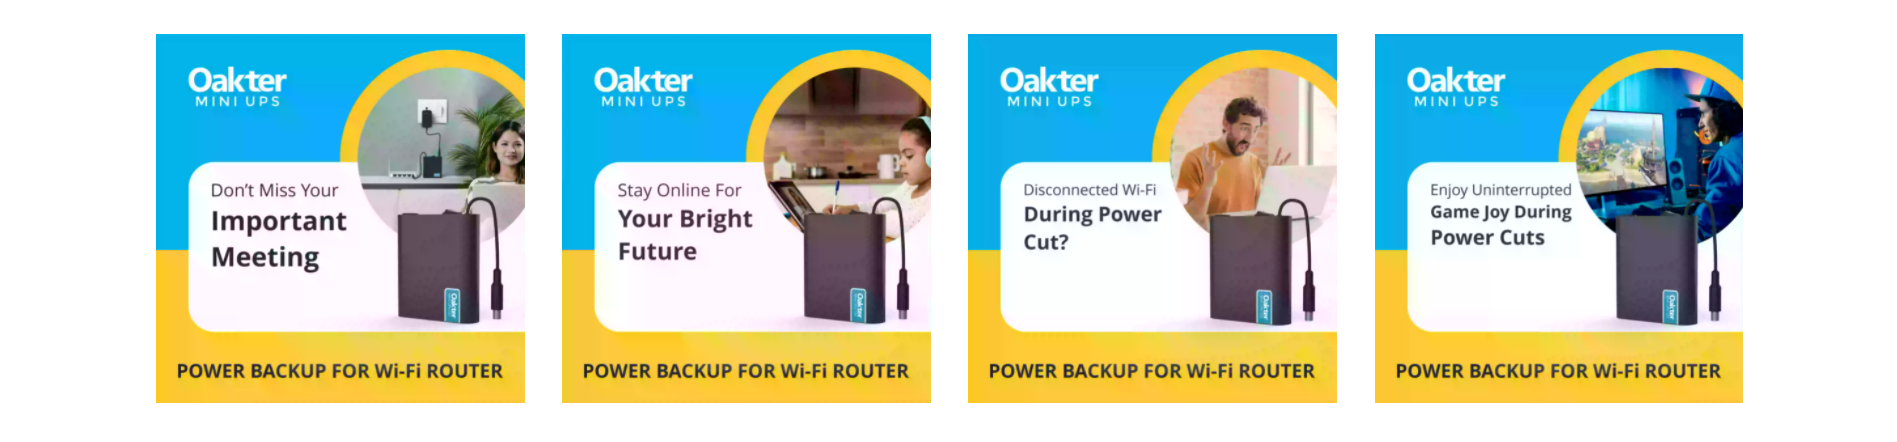 Oakter
MINI UPS
Don't Miss Your
Important
Meeting
Oakter
POWER BACKUP FOR Wi-Fi ROUTER
Oakter
MINI UPS
Stay Online For
Your Bright
Future
Oakter
POWER BACKUP FOR Wi-Fi ROUTER
Oakter
MINI UPS
Disconnected Wi-Fi
During Power
Cut?
Oakter
POWER BACKUP FOR Wi-Fi ROUTER
Oakter
MINI UPS
Enjoy Uninterrupted
Game Joy During
Power Cuts
Oakter
POWER BACKUP FOR Wi-Fi ROUTER